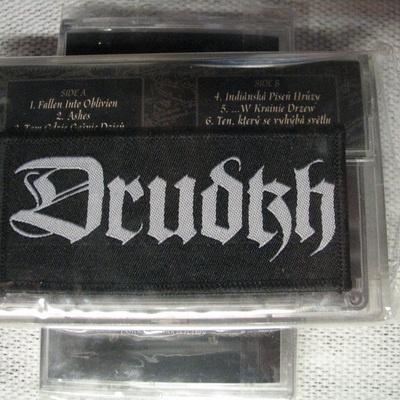 SIDE A
1. Fallen Into Oblivion
2. Ashes
SIDE B
4. Indiánská Píseň Hrůzy
5. ...W Krainie Drzew
6. Ten, který se vyhýbá světlu
Drudkh